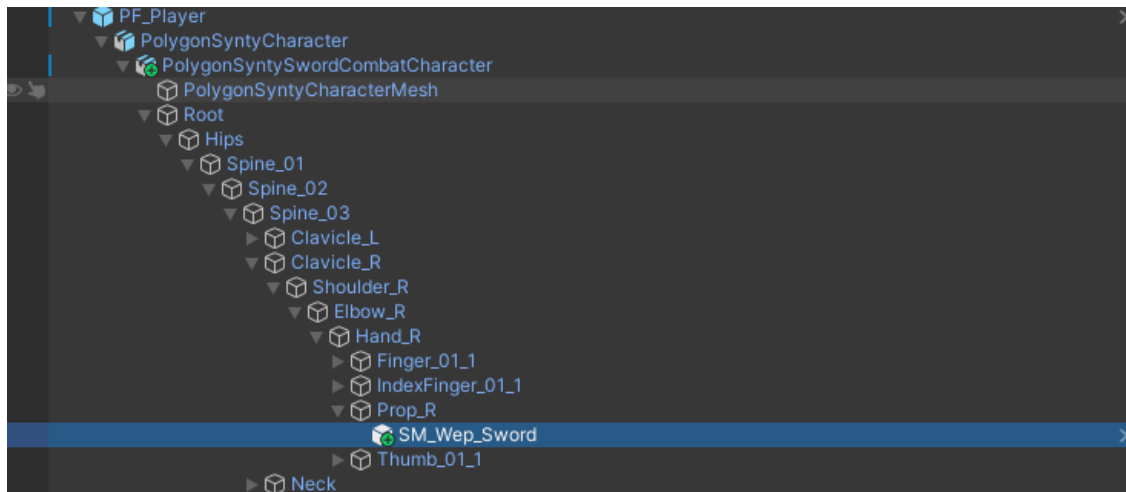 PF_Player
PolygonSyntyCharacter
PolygonSyntySwordCombatCharacter
PolygonSyntyCharacterMesh
Root
Hips
Spine_01
Spine_02
Spine_03
Clavicle_L
Clavicle_R
Shoulder_R
Elbow_R
Hand_R
Finger_01_1
IndexFinger_01_1
Prop_R
SM_Wep_Sword
Thumb_01_1
Neck